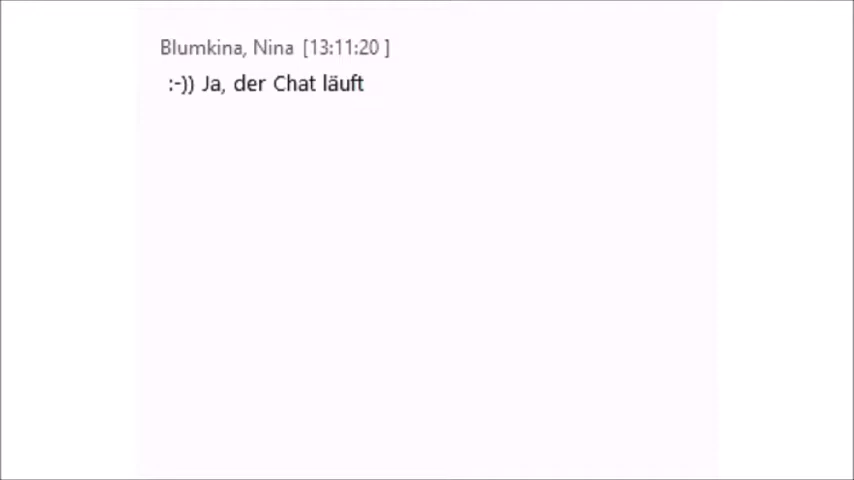 Blumkina, Nina [13:11:20 ]
:-)) Ja, der Chat läuft